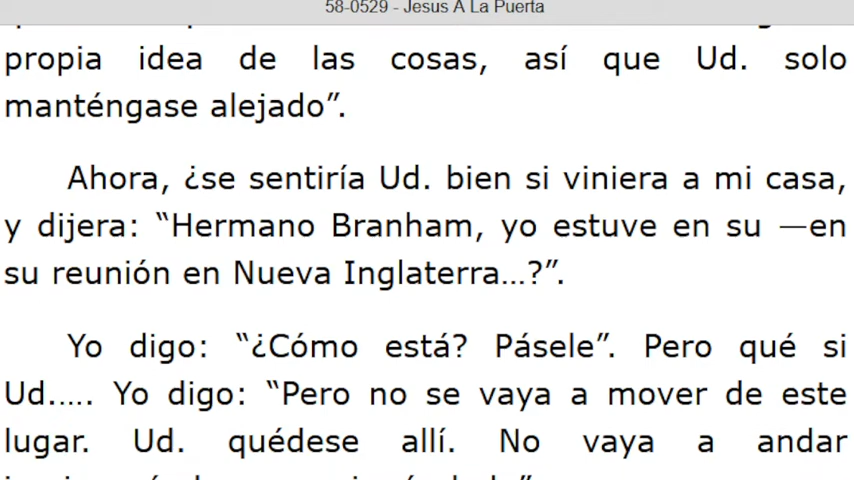 58-0529 - Jesus A La Puerta
propia idea de las cosas, así que Ud. solo
manténgase alejado”.
Ahora, ¿se sentiría Ud. bien si viniera a mi casa,
y dijera: “Hermano Branham, yo estuve en su —en
su reunión en Nueva Inglaterra...?”.
Yo digo: “¿Cómo está? Pásele”. Pero qué si
Ud..... Yo digo: “Pero no se vaya a mover de este
lugar. Ud. quédese allí. No vaya a andar